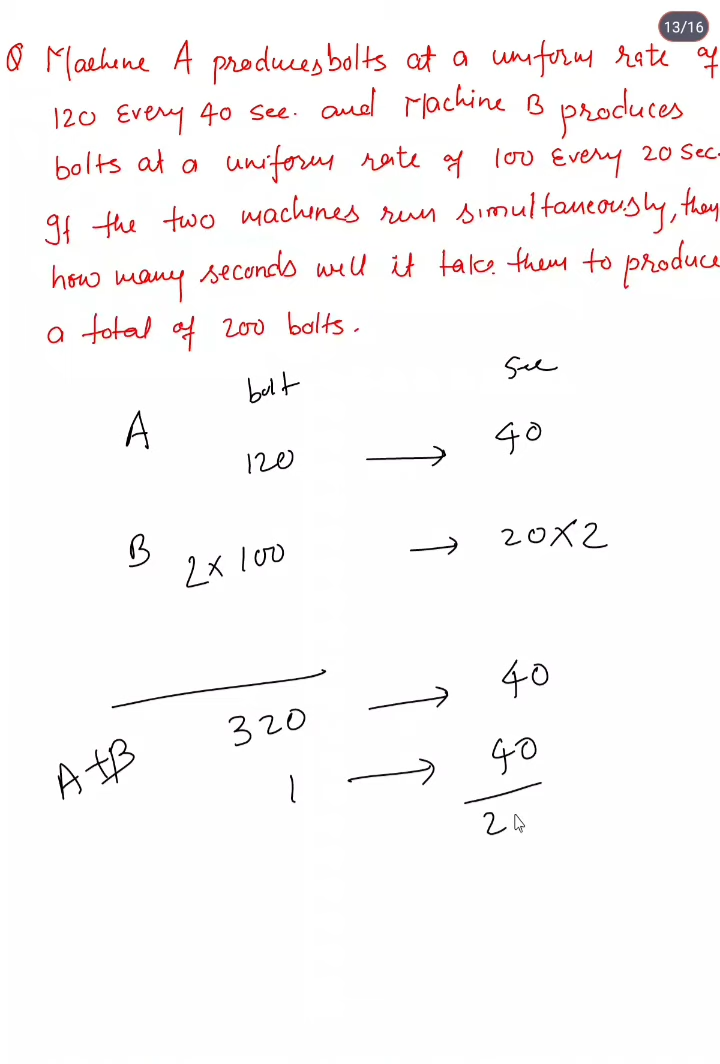 13/16
Q Machine A produces bolts at a uniform rate of
120 Every 40 sec. and Machine B produces
bolts at a uniform rate of 100 Every 20 sec.
If the two machines run simultaneously, they
how many seconds will it take them to produce
a total of 200 bolts.
bolt sec
A 120 → 40
B 2×100 → 20×2
320 → 40
A+B
1 → 40
2